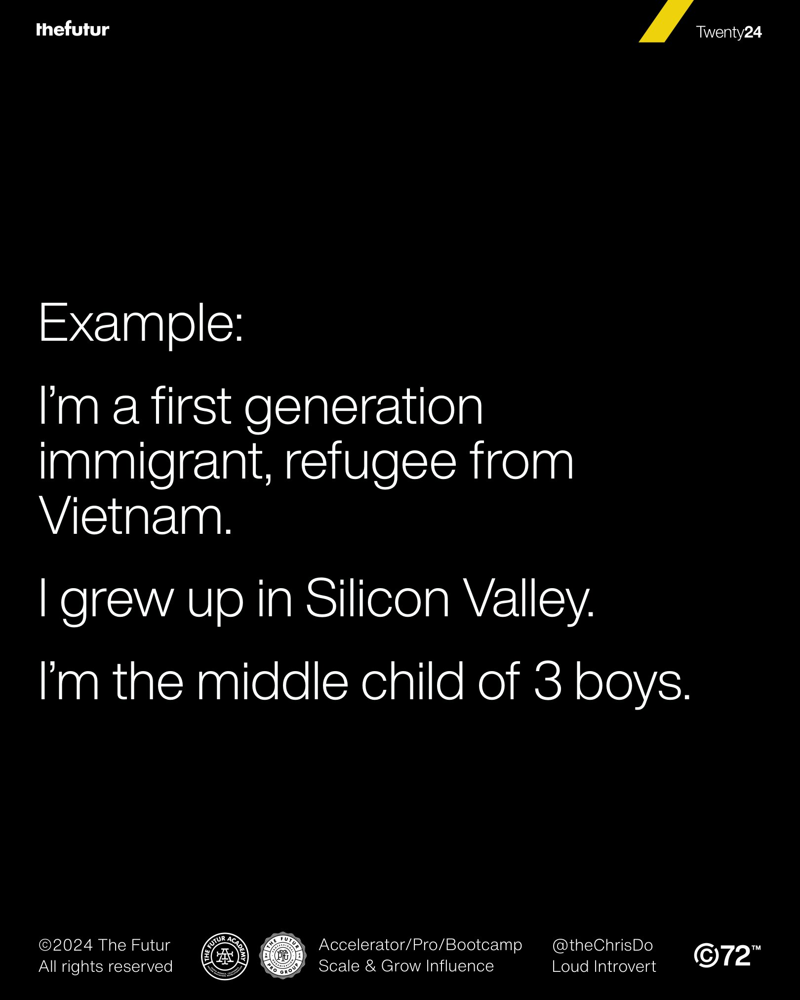 thefutur
Twenty24
Example:
I’m a first generation
immigrant, refugee from
Vietnam.
I grew up in Silicon Valley.
I’m the middle child of 3 boys.
©2024 The Futur
All rights reserved
THE FUTUR ACADEMY
THE FUTUR
PROFESSIONAL
ORGANIZATION
PRO GROUP
Accelerator/Pro/Bootcamp
Scale & Grow Influence
@theChrisDo
Loud Introvert
©72™